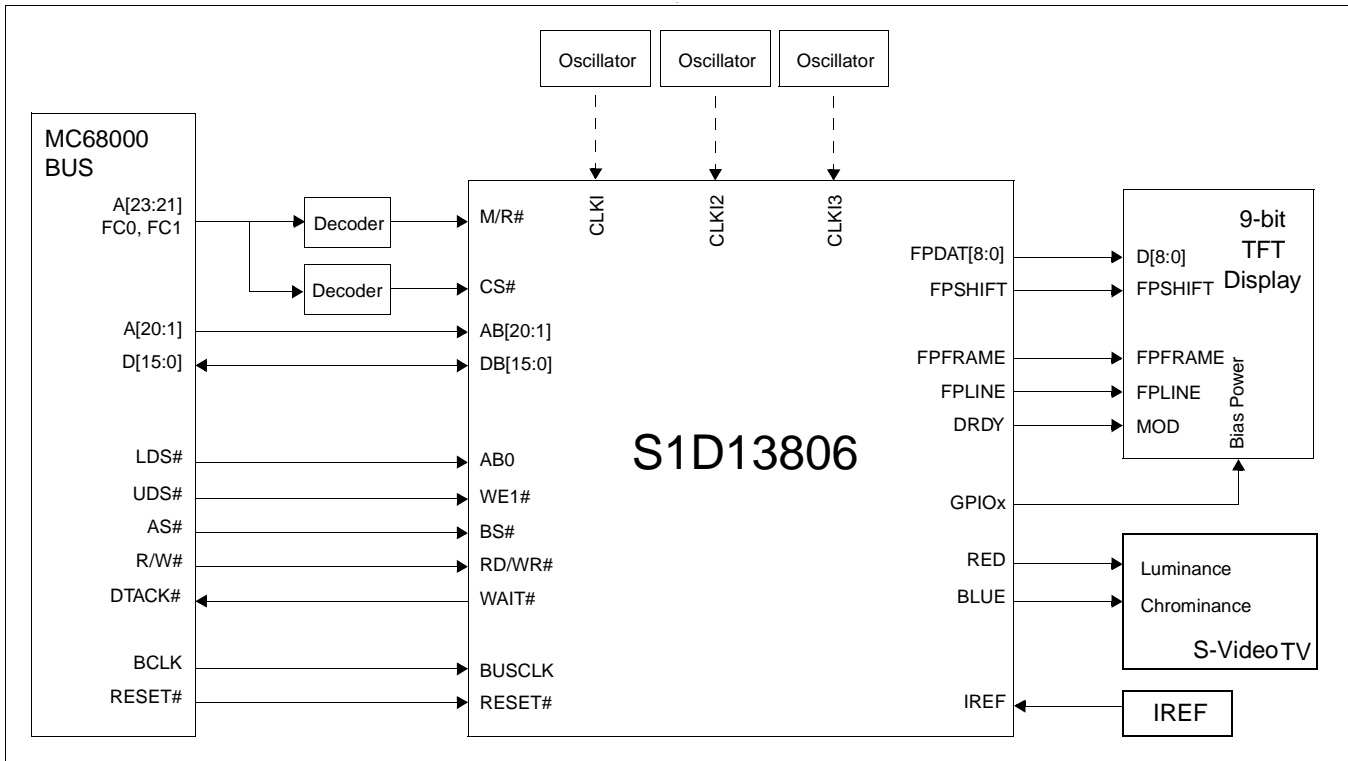 Oscillator
Oscillator
Oscillator
MC68000
BUS
A[23:21]
FC0, FC1
Decoder
Decoder
A[20:1]
D[15:0]
LDS#
UDS#
AS#
R/W#
DTACK#
BCLK
RESET#
M/R#
CS#
AB[20:1]
DB[15:0]
AB0
WE1#
BS#
RD/WR#
WAIT#
BUSCLK
RESET#
CLKI
CLKI2
CLKI3
S1D13806
FPDAT[8:0]
FPSHIFT
FPFRAME
FPLINE
DRDY
GPIOx
RED
BLUE
IREF
9-bit
TFT
Display
D[8:0]
FPSHIFT
FPFRAME
FPLINE
MOD
Bias Power
Luminance
Chrominance
S-Video TV
IREF